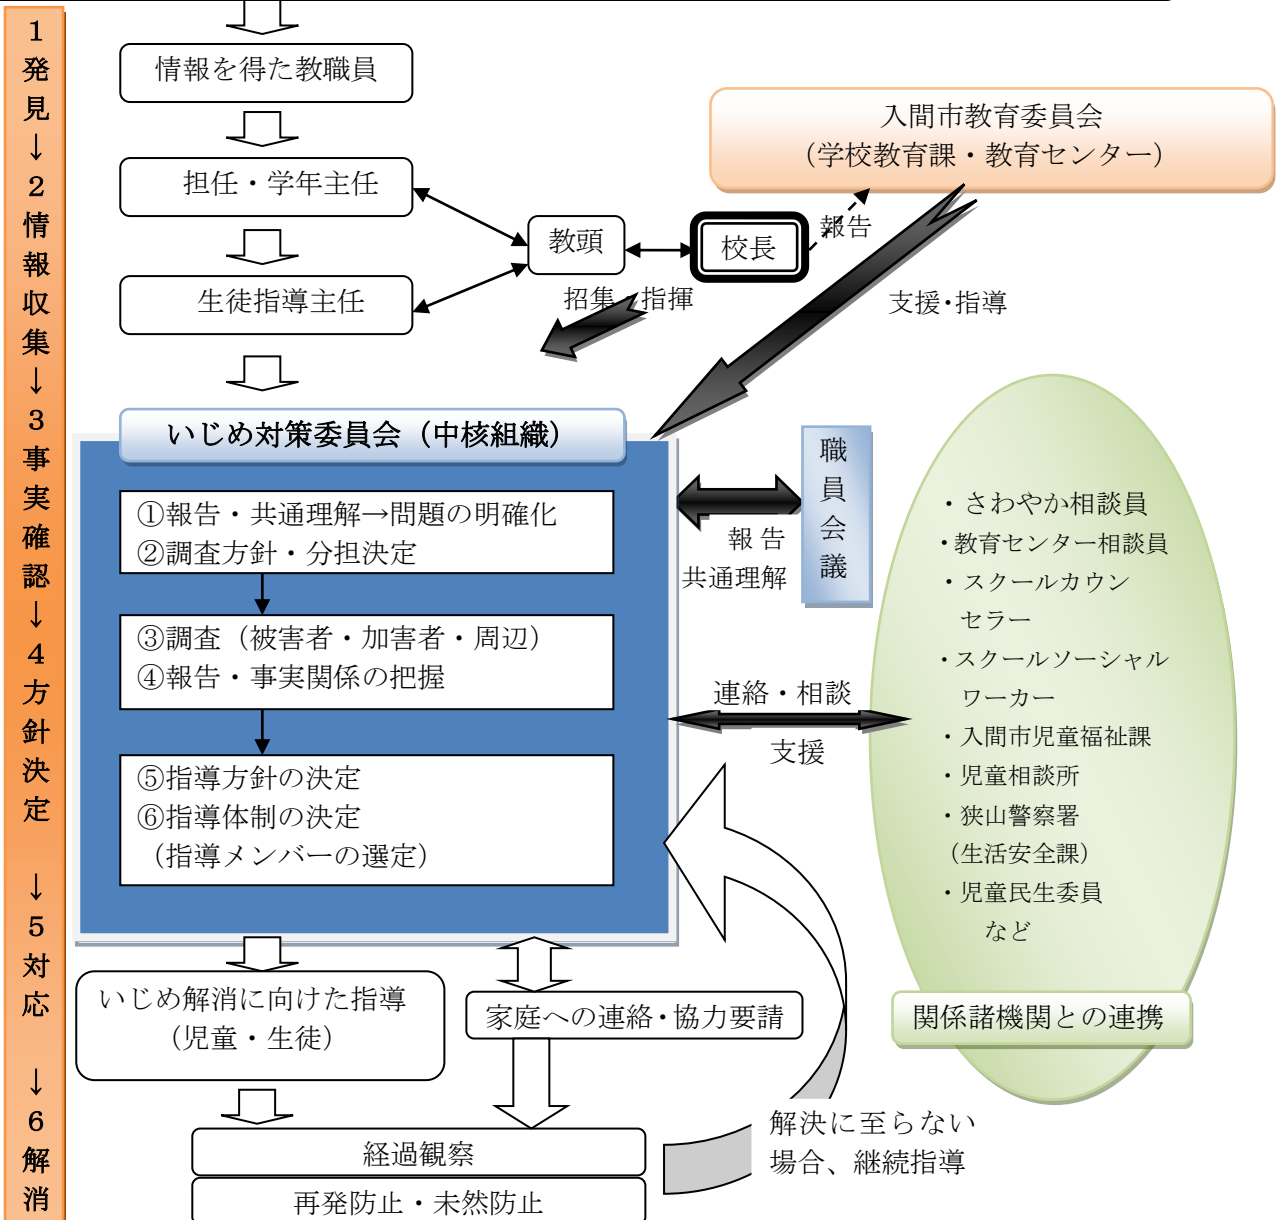 1発見→2情報収集→3事実確認→4方針決定　→5対応　→6解消
情報を得た教職員
担任・学年主任
生徒指導主任
教頭
校長
報告
入間市教育委員会
（学校教育課・教育センター）
招集・指揮
支援・指導
いじめ対策委員会（中核組織）
①報告・共通理解→問題の明確化
②調査方針・分担決定
③調査（被害者・加害者・周辺）
④報告・事実関係の把握
⑤指導方針の決定
⑥指導体制の決定
（指導メンバーの選定）
職員会議
報告
共通理解
連絡・相談
支援
・さわやか相談員
・教育センター相談員
・スクールカウン
セラー
・スクールソーシャル
ワーカー
・入間市児童福祉課
・児童相談所
・狭山警察署
（生活安全課）
・児童民生委員
など
関係諸機関との連携
いじめ解消に向けた指導
（児童・生徒）
家庭への連絡・協力要請
経過観察
再発防止・未然防止
解決に至らない
場合、継続指導